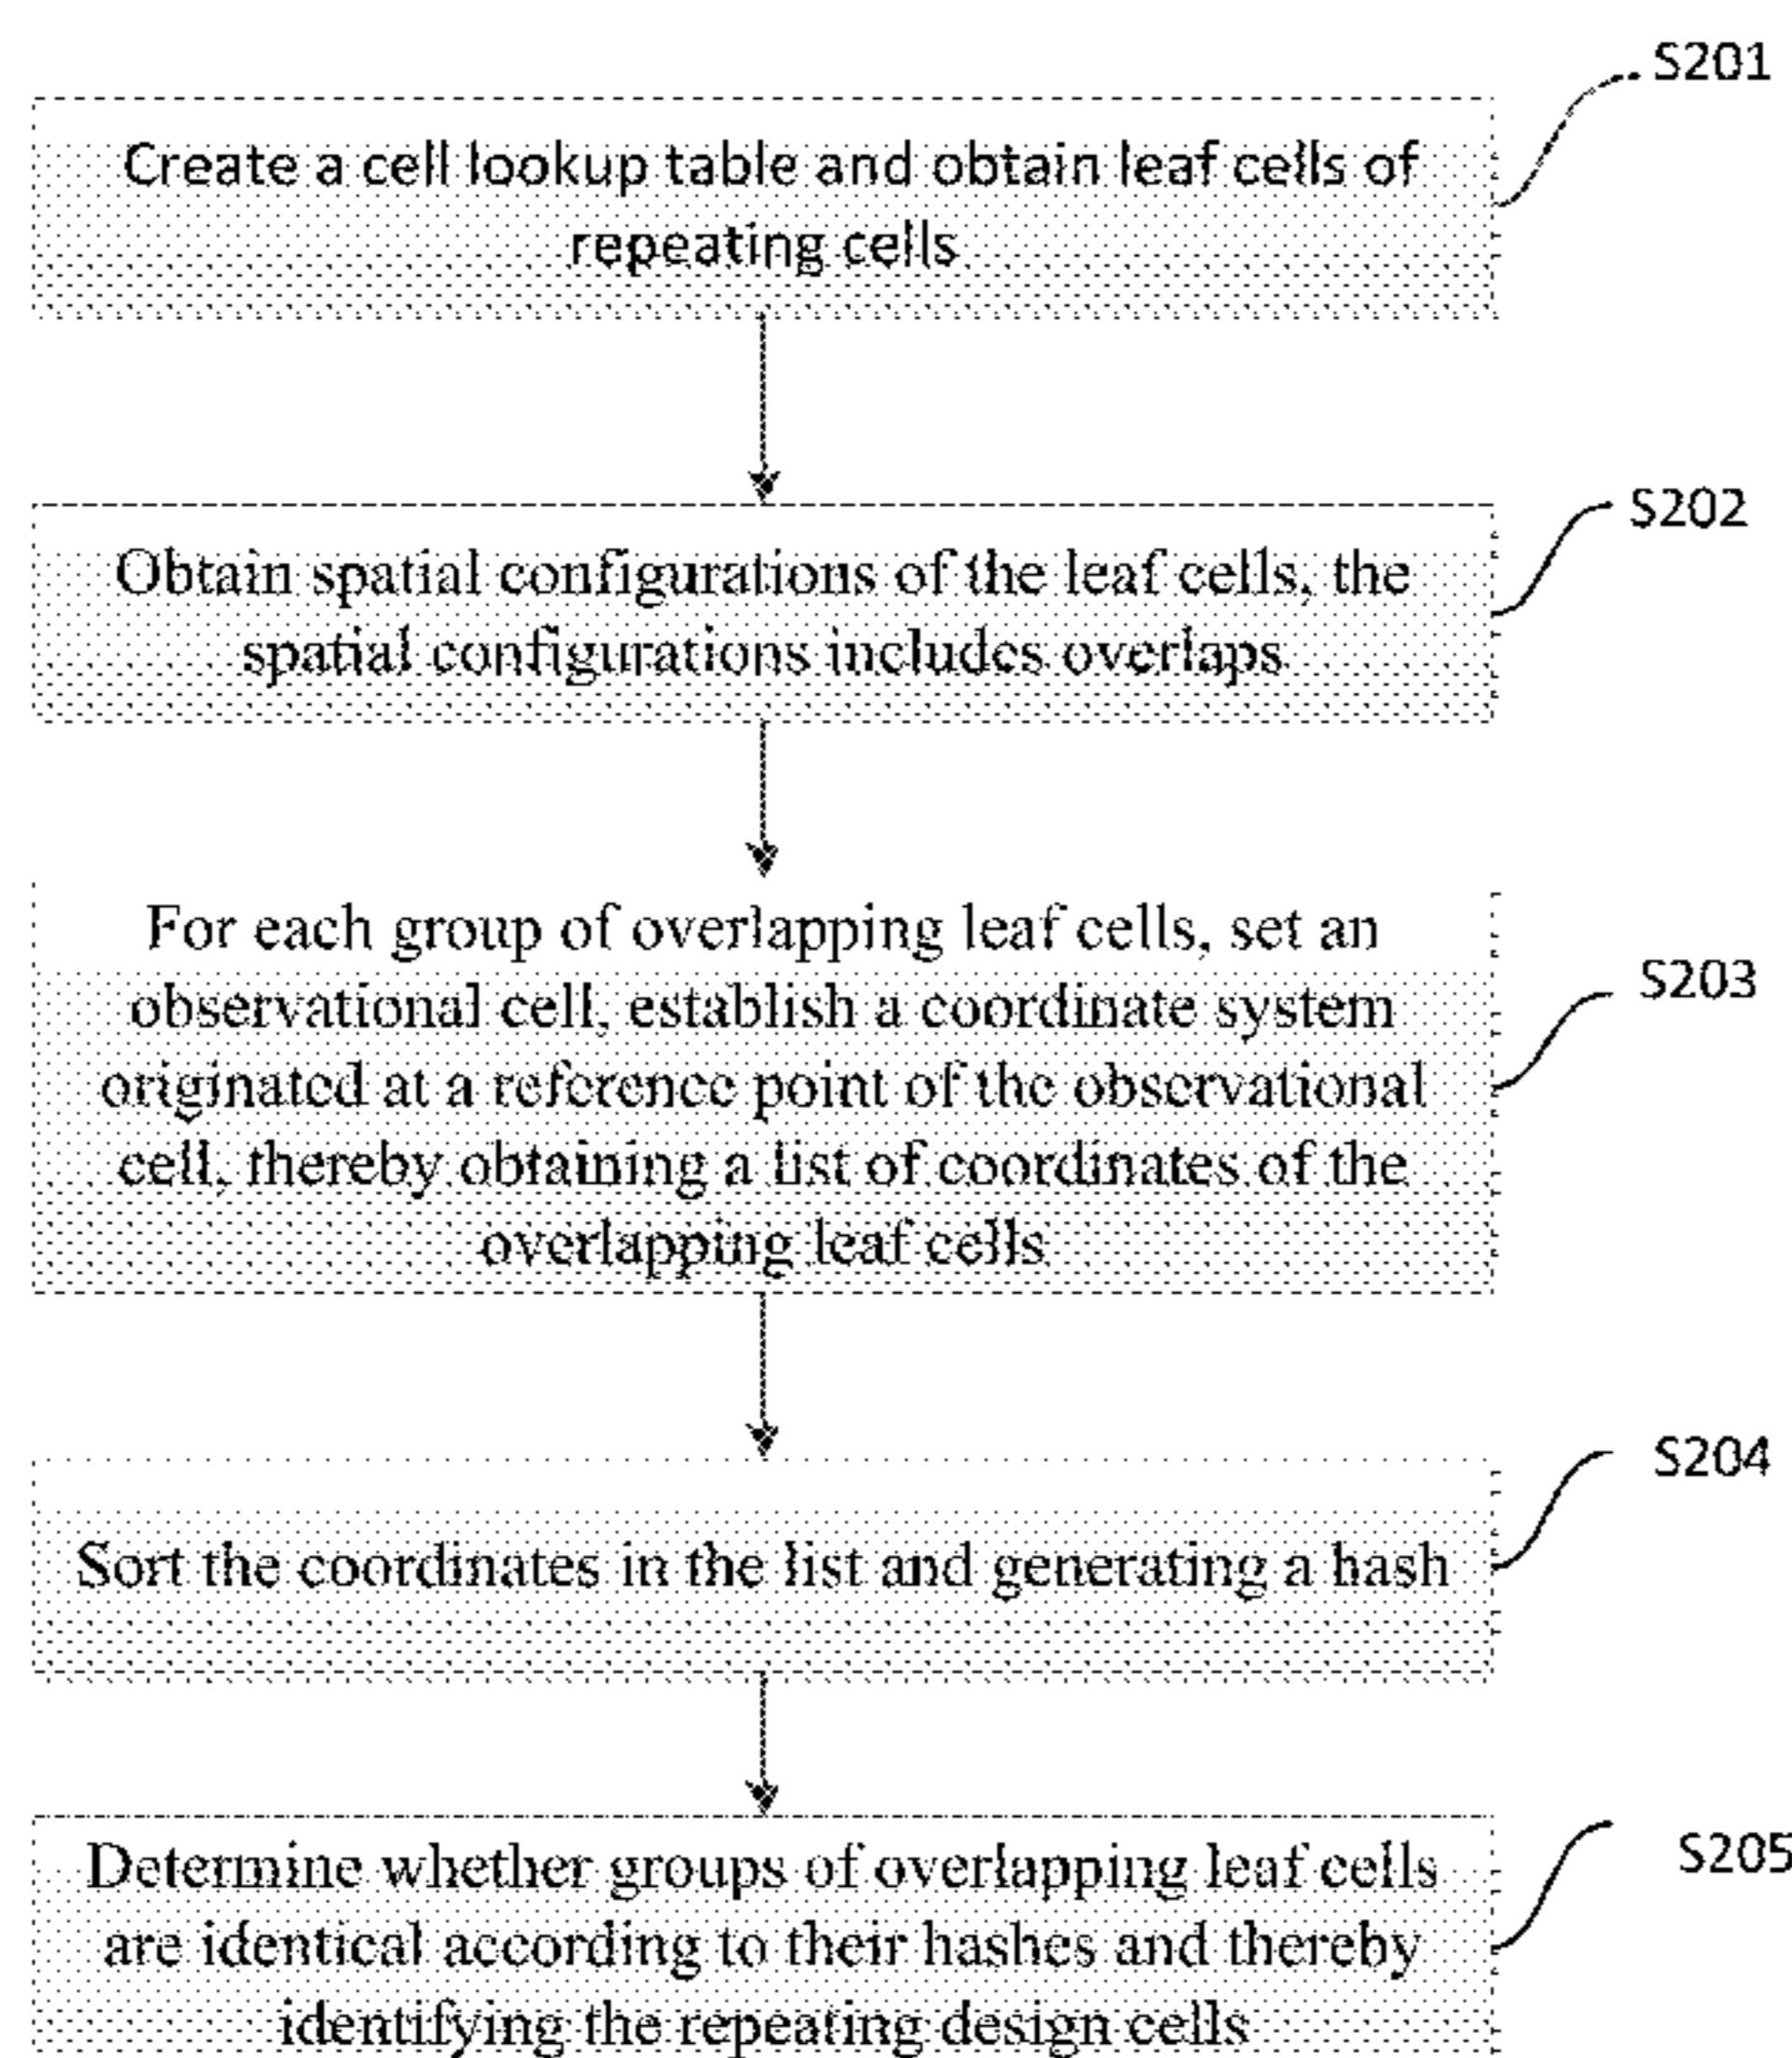 S201
Create a cell lookup table and obtain leaf cells of
repeating cells
S202
Obtain spatial configurations of the leaf cells, the
spatial configurations includes overlaps
For each group of overlapping leaf cells, set an
S203
observational cell, establish a coordinate system
originated at a reference point of the observational
cell, thereby obtaining a list of coordinates of the
overlapping leaf cells
S204
Sort the coordinates in the list and generating a hash
S205
Determine whether groups of overlapping leaf cells
are identical according to their hashes and thereby
identifying the repeating design cells